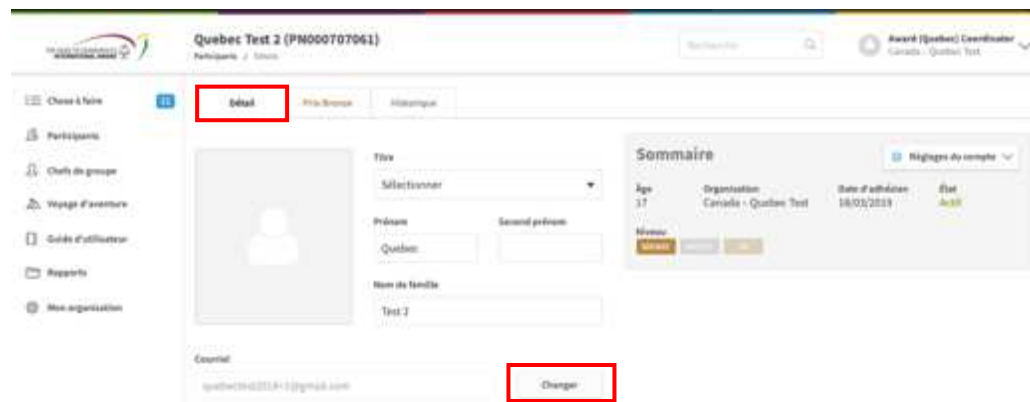 INTERNATIONAL AWARD
Quebec Test 2 (PN000707061)
Participants / Détails
Recherche
Award (Quebec) Coordinator
Canada - Quebec Test
Chose à faire
Participants
Chefs de groupe
Voyage d'aventure
Guide d'utilisateur
Rapports
Mon organisation
Détail
Prix Bronze
Historique
Titre
Sélectionner
Prénom
Second prénom
Quebec
Nom de famille
Test 2
Courriel
Changer
Sommaire
Réglages du compte
Âge
Organisation
Date d'adhésion
État
17
Canada - Quebec Test
18/03/2019
Actif
Niveau